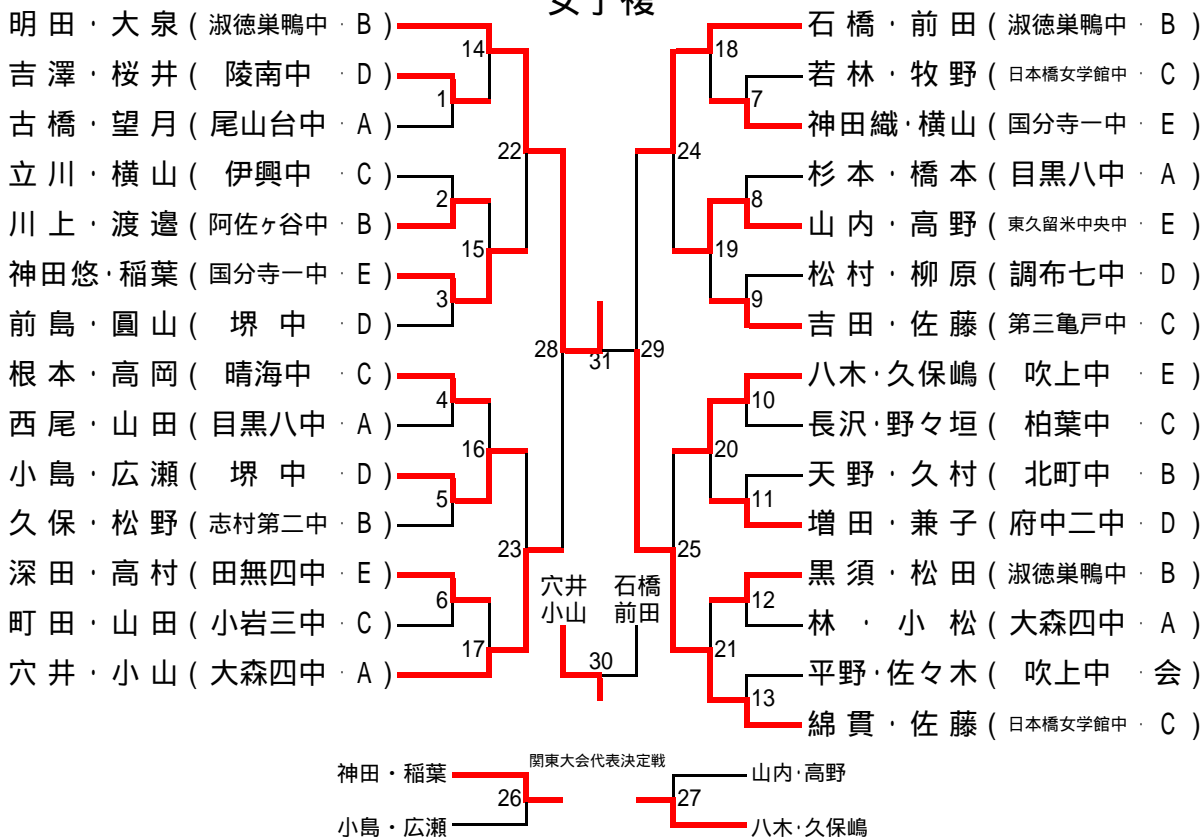 女子複
明田・大泉(淑徳巣鴨中・B)
吉澤・桜井(陵南中・D)
古橋・望月(尾山台中・A)
立川・横山(伊興中・C)
川上・渡邉(阿佐ヶ谷中・B)
神田悠・稲葉(国分寺一中・E)
前島・圓山(堺中・D)
根本・高岡(晴海中・C)
西尾・山田(目黒八中・A)
小島・広瀬(堺中・D)
久保・松野(志村第二中・B)
深田・高村(田無四中・E)
町田・山田(小岩三中・C)
穴井・小山(大森四中・A)
14
1
22
2
15
3
28
4
16
5
23
6
17
31
穴井
小山
石橋
前田
30
29
18
7
24
8
19
9
10
20
11
25
12
21
13
石橋・前田(淑徳巣鴨中・B)
若林・牧野(日本橋女学館中・C)
神田織・横山(国分寺一中・E)
杉本・橋本(目黒八中・A)
山内・高野(東久留米中央中・E)
松村・柳原(調布七中・D)
吉田・佐藤(第三亀戸中・C)
八木・久保嶋(吹上中・E)
長沢・野々垣(柏葉中・C)
天野・久村(北町中・B)
増田・兼子(府中二中・D)
黒須・松田(淑徳巣鴨中・B)
林・小松(大森四中・A)
平野・佐々木(吹上中・会)
綿貫・佐藤(日本橋女学館中・C)
関東大会代表決定戦
神田・稲葉
26
小島・広瀬
山内・高野
27
八木・久保嶋